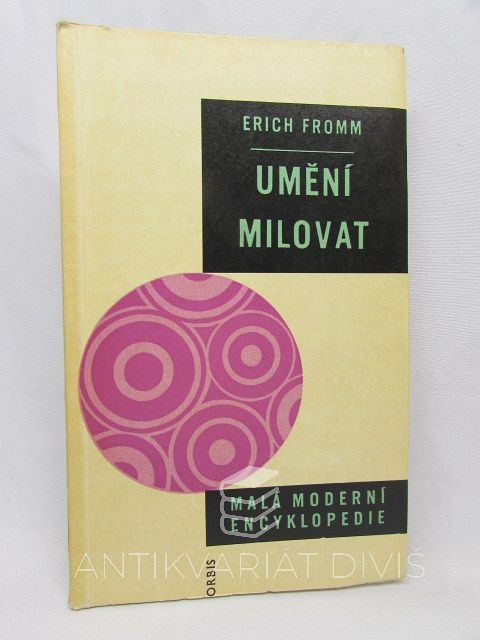 ERICH FROMM
UMĚNÍ
MILOVAT
MALÁ MODERNÍ
ENCYKLOPEDIE
ANTIKVARIÁT DIVIŠ
ORBIS